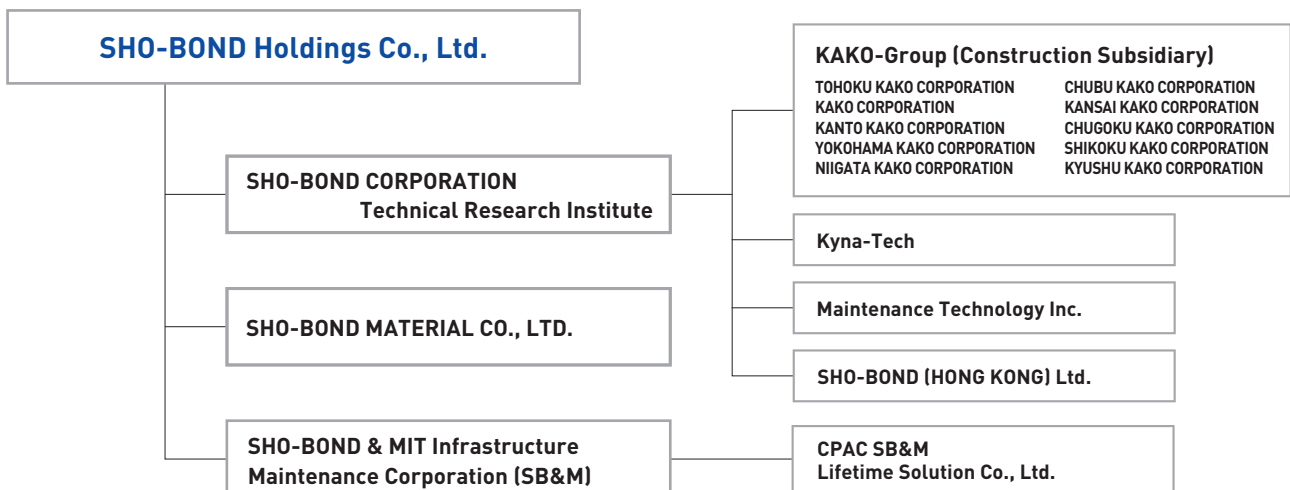 SHO-BOND Holdings Co., Ltd.
SHO-BOND CORPORATION
Technical Research Institute
SHO-BOND MATERIAL CO., LTD.
SHO-BOND & MIT Infrastructure
Maintenance Corporation (SB&M)
KAKO-Group (Construction Subsidiary)
TOHOKU KAKO CORPORATION
KAKO CORPORATION
KANTO KAKO CORPORATION
YOKOHAMA KAKO CORPORATION
NIIGATA KAKO CORPORATION
CHUBU KAKO CORPORATION
KANSAI KAKO CORPORATION
CHUGOKU KAKO CORPORATION
SHIKOKU KAKO CORPORATION
KYUSHU KAKO CORPORATION
Kyna-Tech
Maintenance Technology Inc.
SHO-BOND (HONG KONG) Ltd.
CPAC SB&M
Lifetime Solution Co., Ltd.